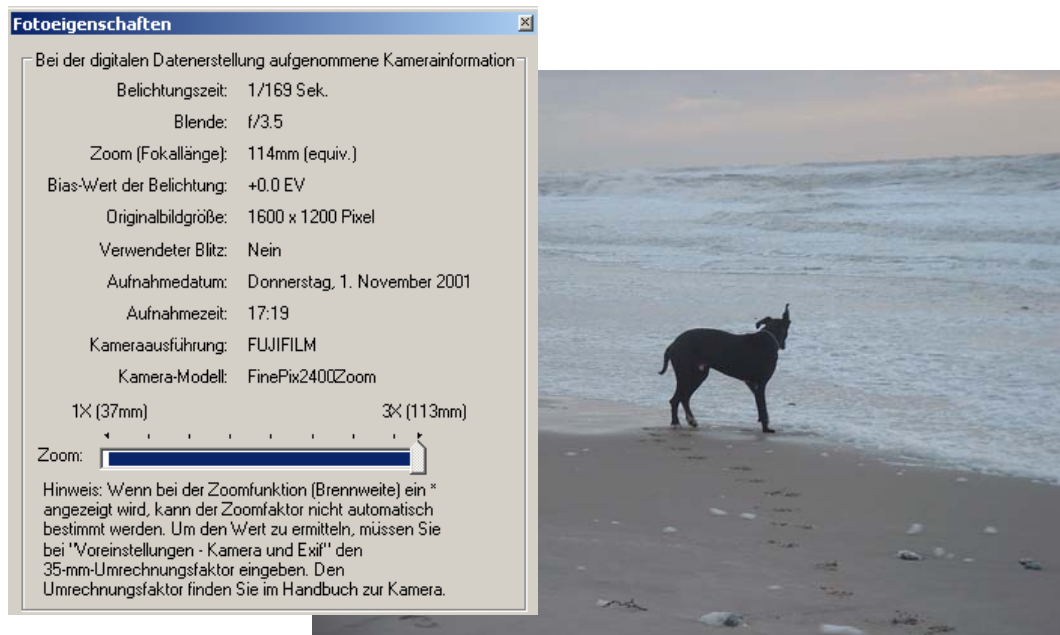 Fotoeigenschaften
Bei der digitalen Datenerstellung aufgenommene Kamerainformation
Belichtungszeit: 1/169 Sek.
Blende: f/3.5
Zoom (Fokallänge): 114mm (equiv.)
Bias-Wert der Belichtung: +0.0 EV
Originalbildgröße: 1600 x 1200 Pixel
Verwendeter Blitz: Nein
Aufnahmedatum: Donnerstag, 1. November 2001
Aufnahmezeit: 17:19
Kameraausführung: FUJIFILM
Kamera-Modell: FinePix2400Zoom
1X (37mm) 3X (113mm)
Zoom:
Hinweis: Wenn bei der Zoomfunktion (Brennweite) ein *
angezeigt wird, kann der Zoomfaktor nicht automatisch
bestimmt werden. Um den Wert zu ermitteln, müssen Sie
bei "Voreinstellungen - Kamera und Exif" den
35-mm-Umrechnungsfaktor eingeben. Den
Umrechnungsfaktor finden Sie im Handbuch zur Kamera.